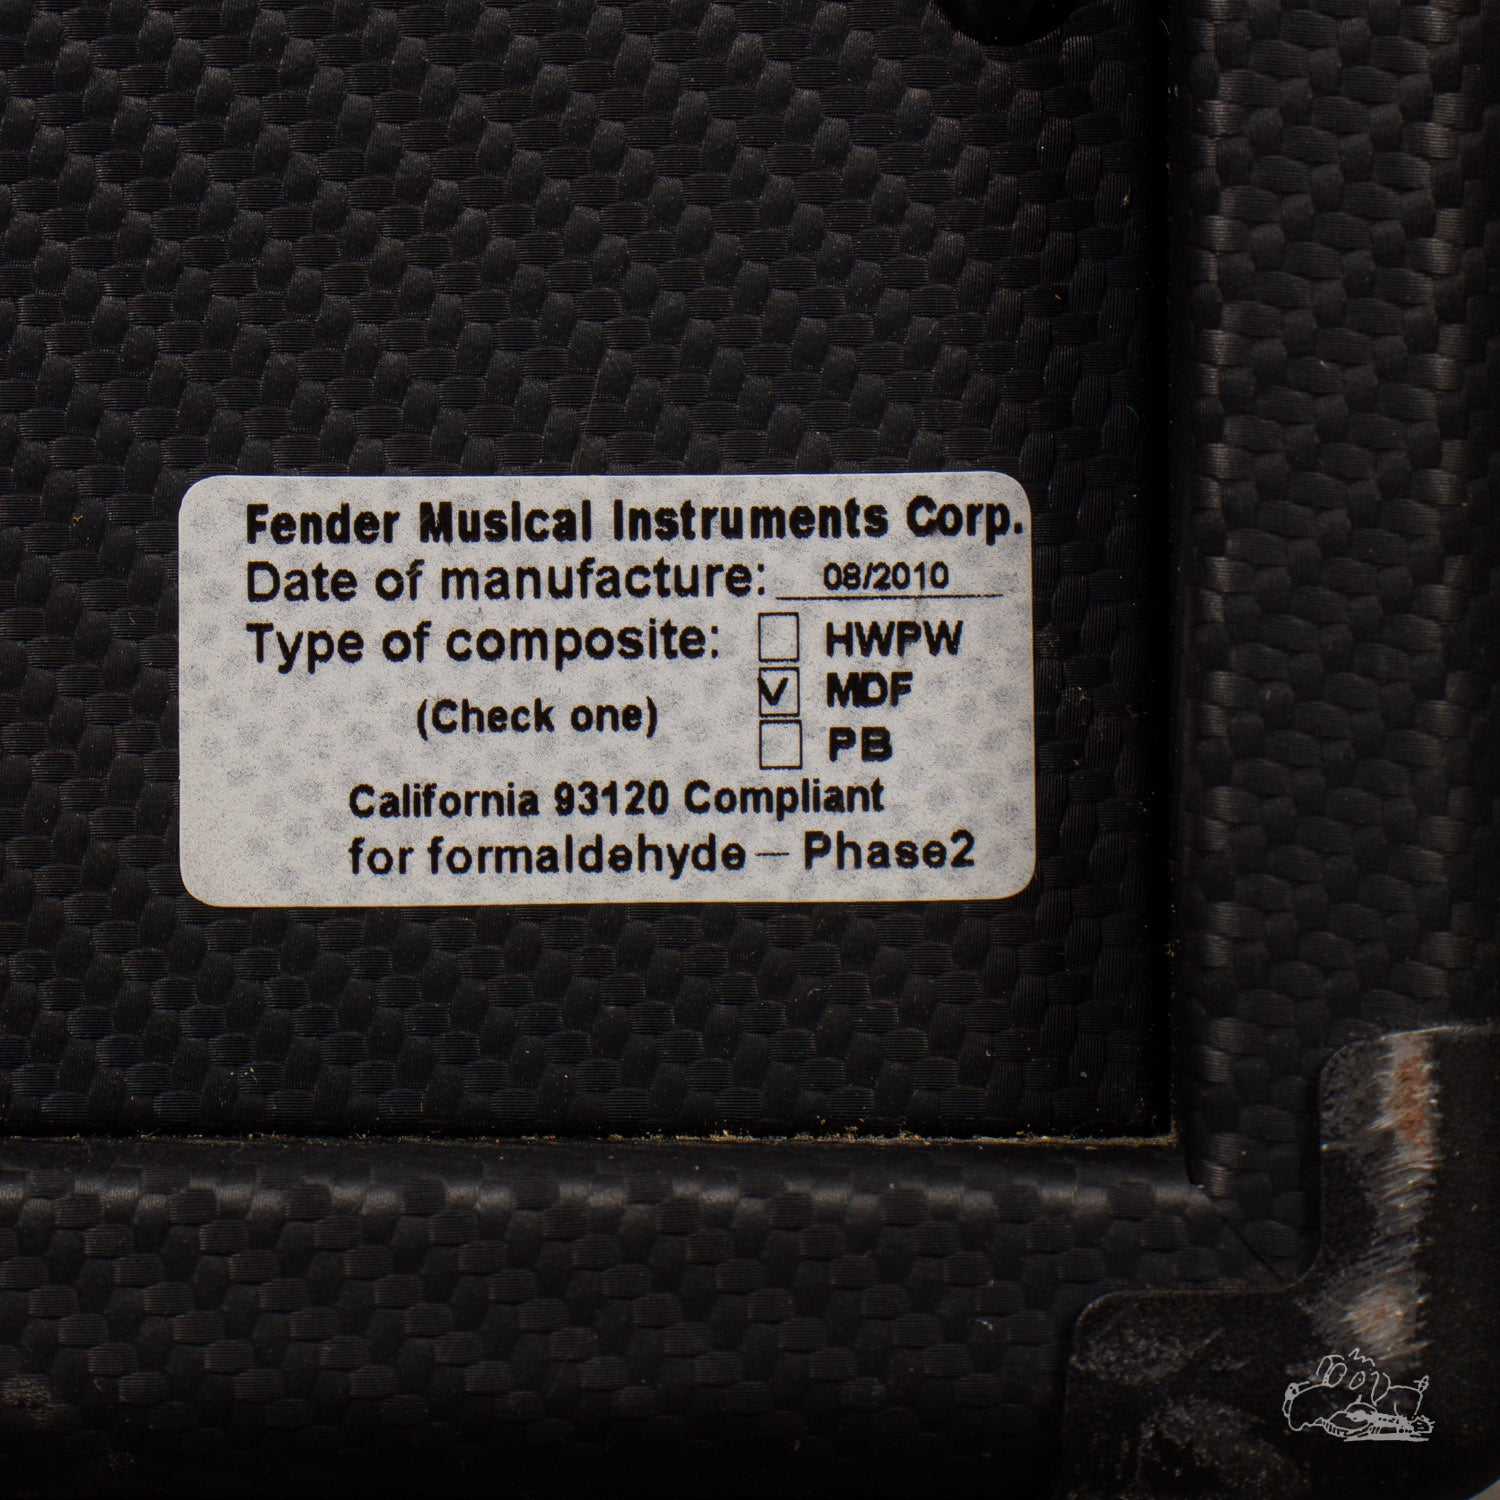 Fender Musical Instruments Corp.
Date of manufacture: 08/2010
Type of composite: HWPW
MDF
(Check one)
PB
California 93120 Compliant
for formaldehyde – Phase2